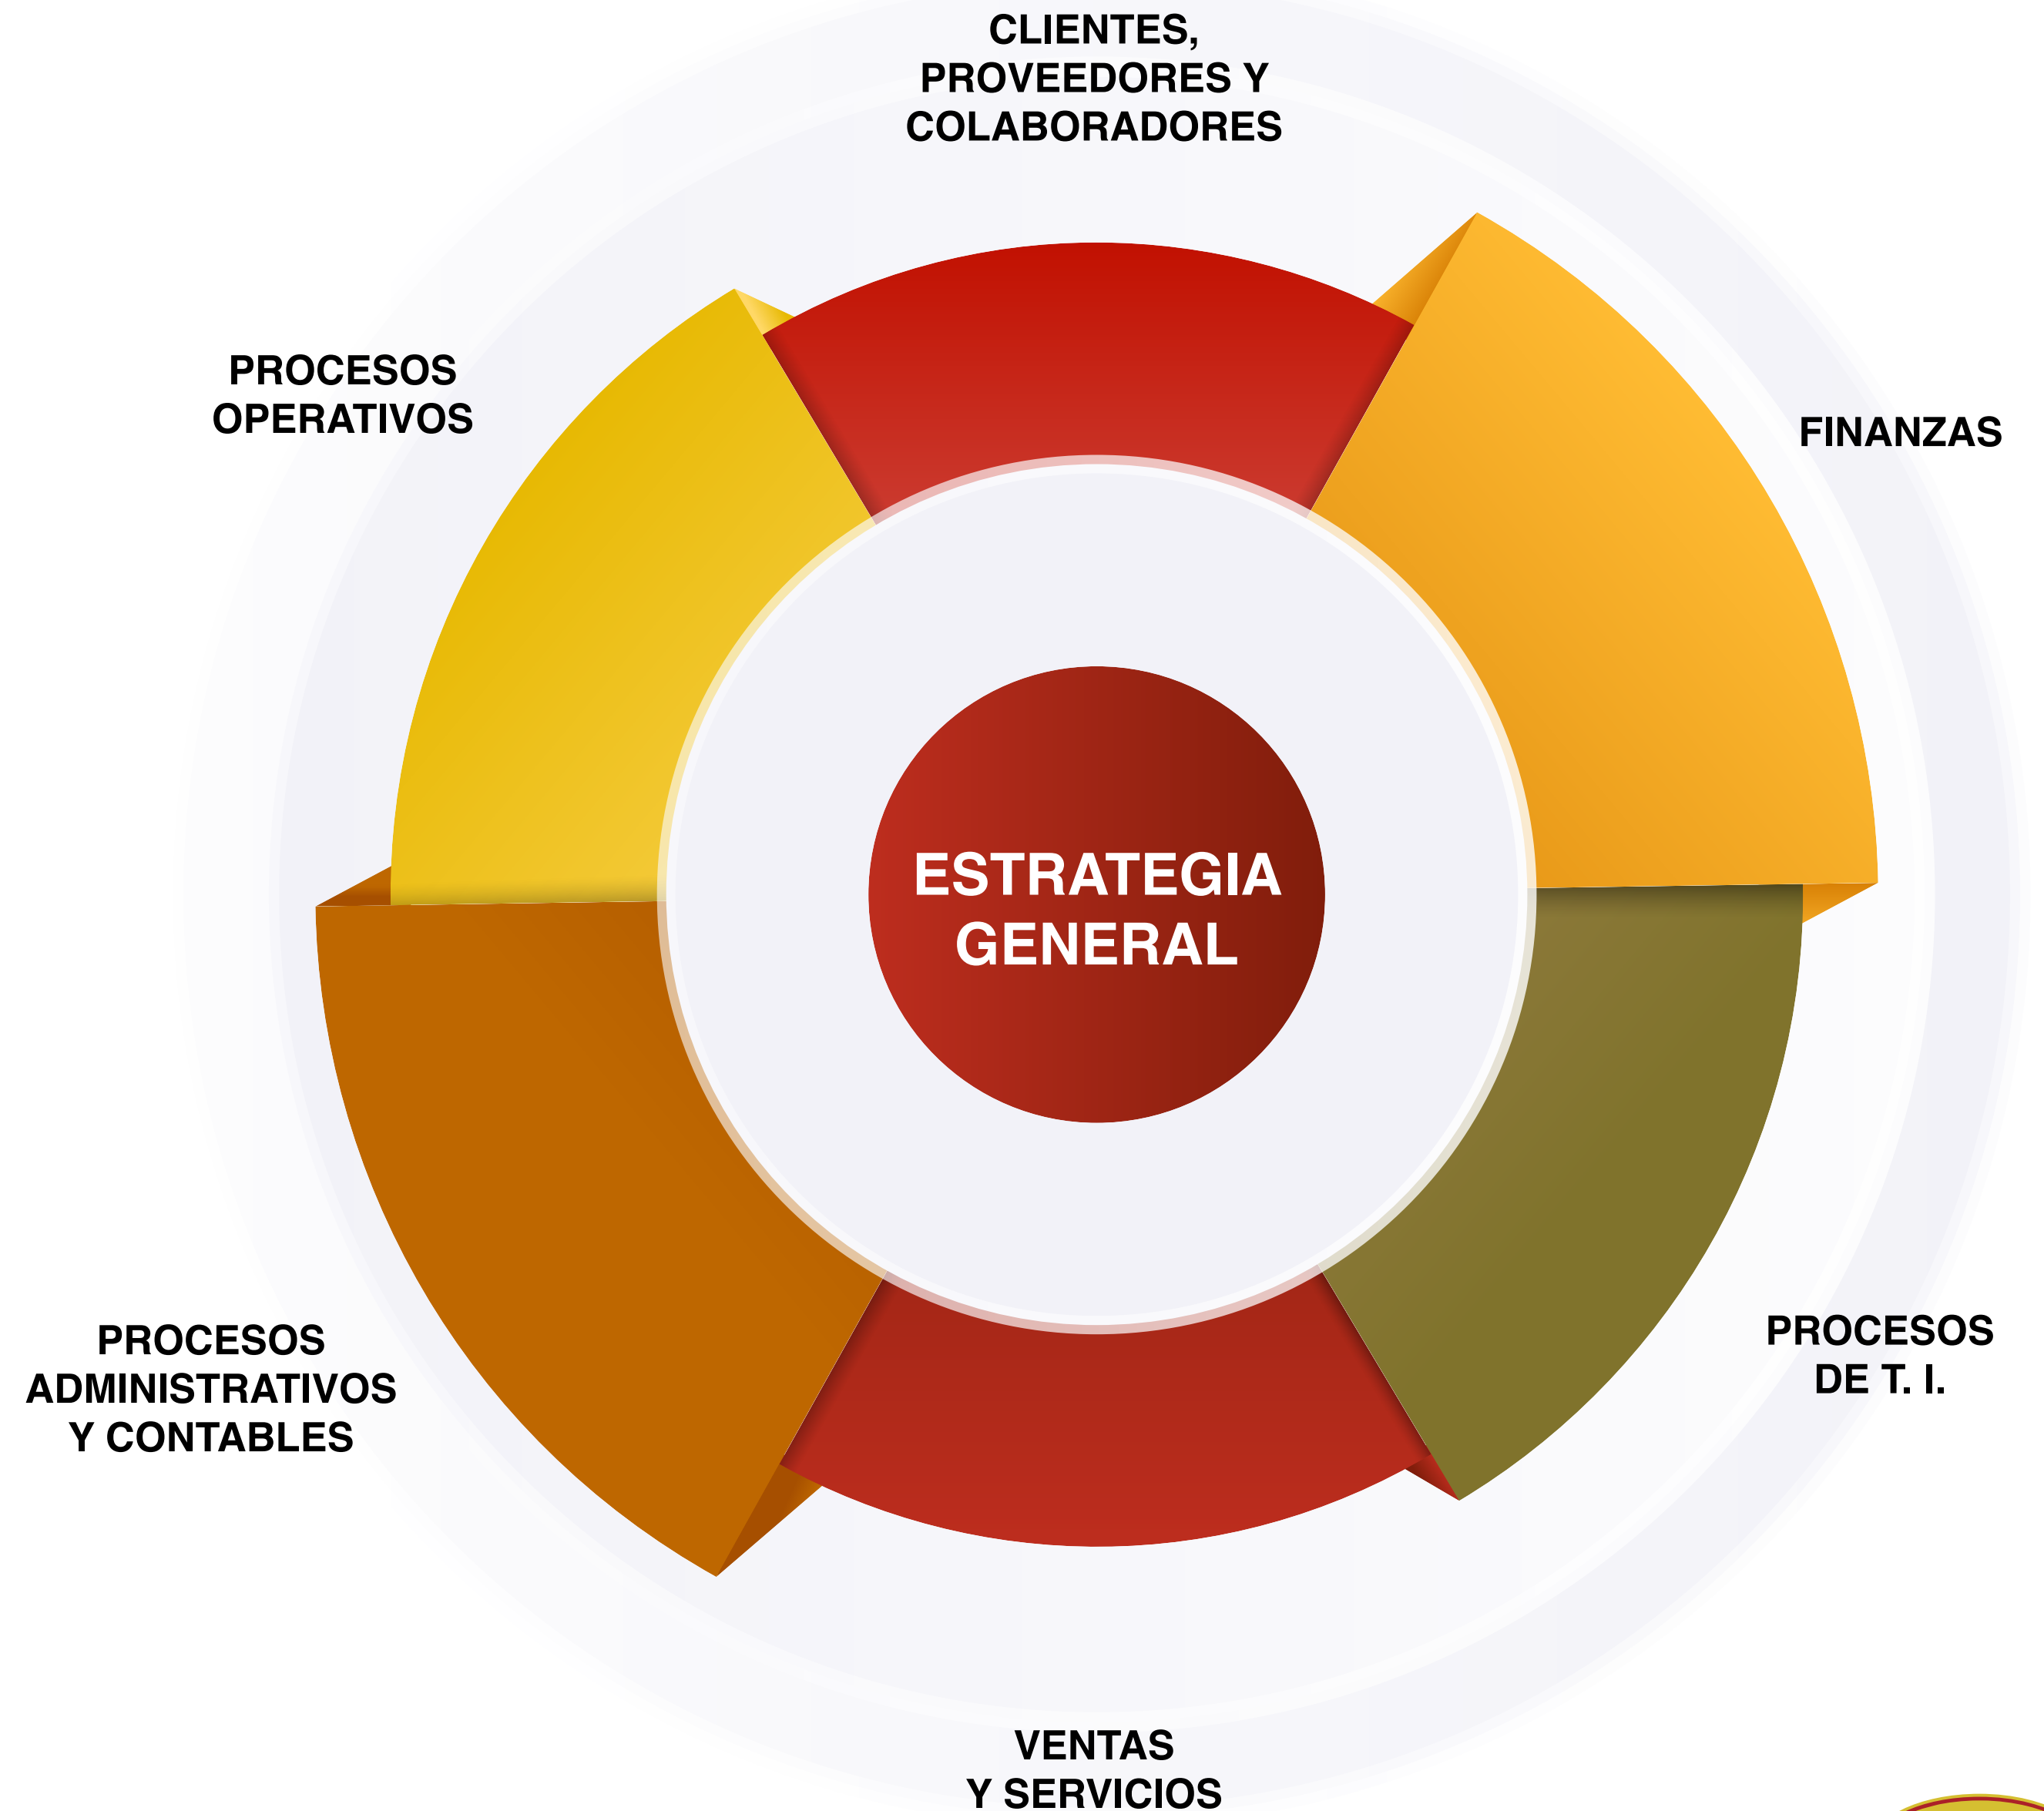 CLIENTES,
PROVEEDORES Y
COLABORADORES
PROCESOS
OPERATIVOS
FINANZAS
ESTRATEGIA
GENERAL
PROCESOS
ADMINISTRATIVOS
Y CONTABLES
PROCESOS
DE T. I.
VENTAS
Y SERVICIOS